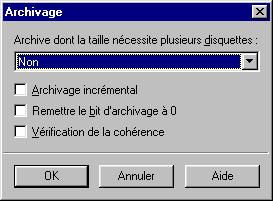 Archivage
Archive dont la taille nécessite plusieurs disquettes :
Non
Archivage incrémental
Remettre le bit d'archivage à 0
Vérification de la cohérence
OK Annuler Aide